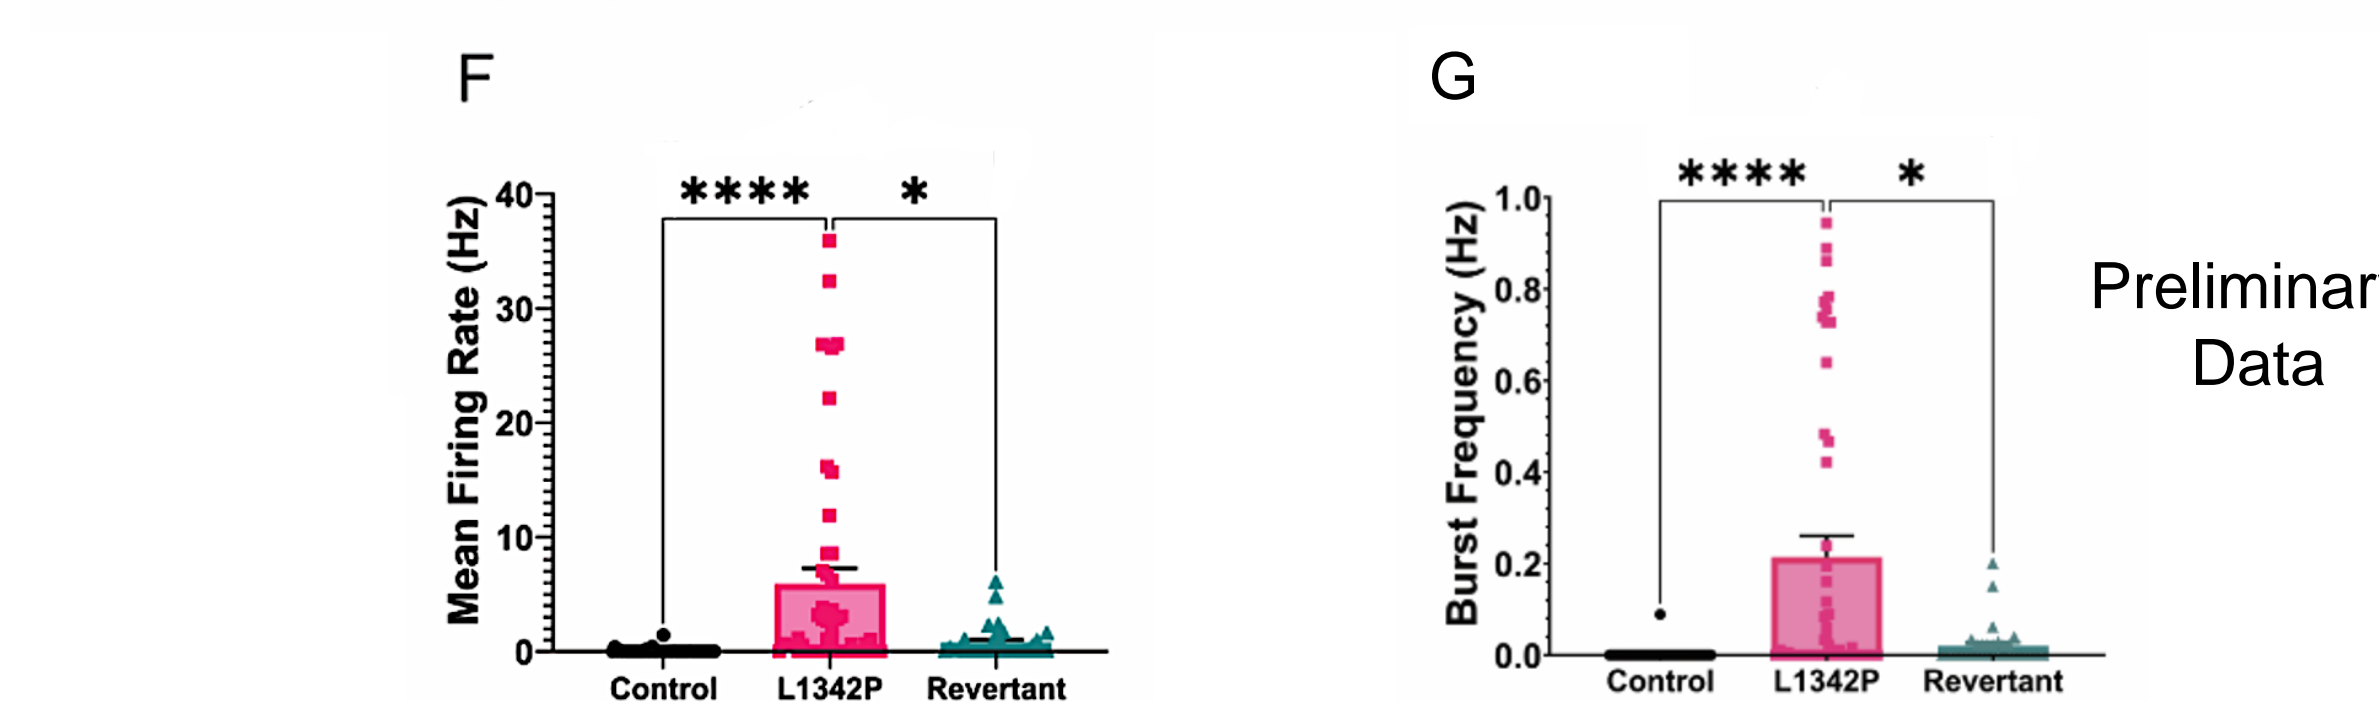 F
Mean Firing Rate (Hz)
40
30
20
10
0
**** *
Control L1342P Revertant
G
Burst Frequency (Hz)
1.0
0.8
0.6
0.4
0.2
0.0
**** *
Control L1342P Revertant
Preliminar
Data